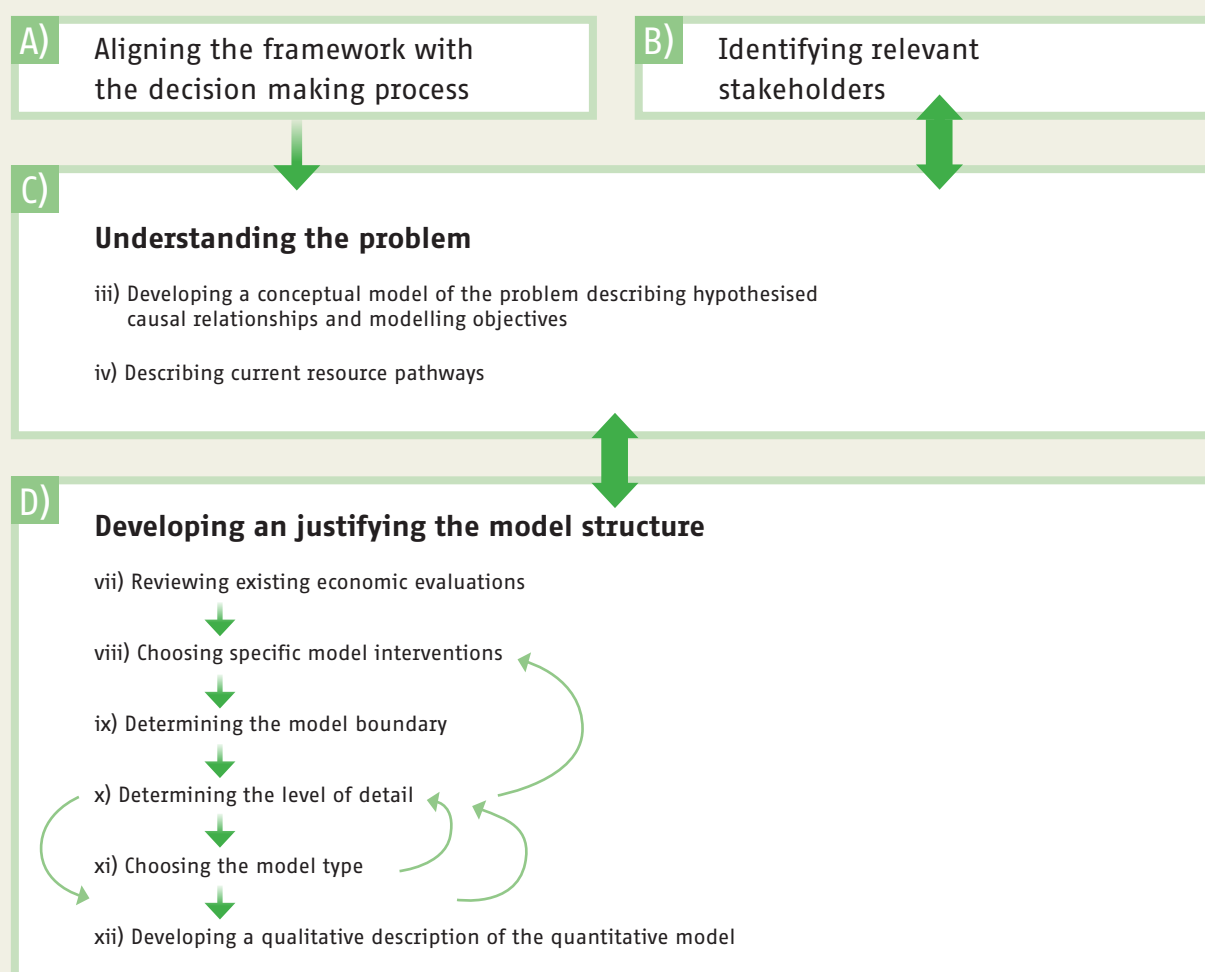 A)
Aligning the framework with
the decision making process
B)
Identifying relevant
stakeholders
C)
Understanding the problem
iii) Developing a conceptual model of the problem describing hypothesised
causal relationships and modelling objectives
iv) Describing current resource pathways
D)
Developing an justifying the model structure
vii) Reviewing existing economic evaluations
viii) Choosing specific model interventions
ix) Determining the model boundary
x) Determining the level of detail
xi) Choosing the model type
xii) Developing a qualitative description of the quantitative model